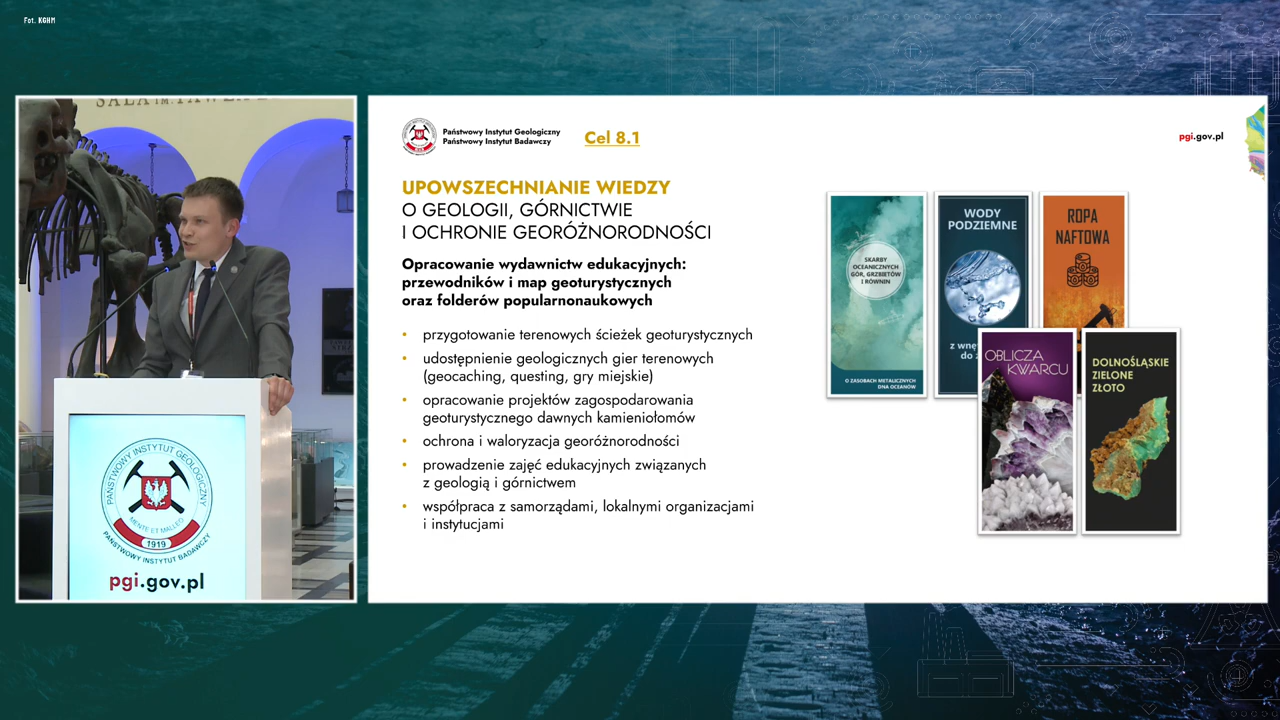 Fot. KGHM
PAŃSTWOWY INSTYTUT GEOLOGICZNY
MENTE ET MALLEO
1919
PAŃSTWOWY INSTYTUT BADAWCZY
pgi.gov.pl
Państwowy Instytut Geologiczny
Państwowy Instytut Badawczy
Cel 8.1
pgi.gov.pl
UPOWSZECHNIANIE WIEDZY
O GEOLOGII, GÓRNICTWIE
I OCHRONIE GEORÓŻNORODNOŚCI
Opracowanie wydawnictw edukacyjnych:
przewodników i map geoturystycznych
oraz folderów popularnonaukowych
• przygotowanie terenowych ścieżek geoturystycznych
• udostępnienie geologicznych gier terenowych
(geocaching, questing, gry miejskie)
• opracowanie projektów zagospodarowania
geoturystycznego dawnych kamieniołomów
• ochrona i waloryzacja georóżnorodności
• prowadzenie zajęć edukacyjnych związanych
z geologią i górnictwem
• współpraca z samorządami, lokalnymi organizacjami
i instytucjami
SKARBY
OCEANICZNYCH
GÓR, GRZBIETÓW
I RÓWNIN
O ZASOBACH METALICZNYCH
DNA OCEANÓW
WODY
PODZIEMNE
z wnę
do
ROPA
NAFTOWA
OBLICZA
KWARCU
DOLNOŚLĄSKIE
ZIELONE
ZŁOTO